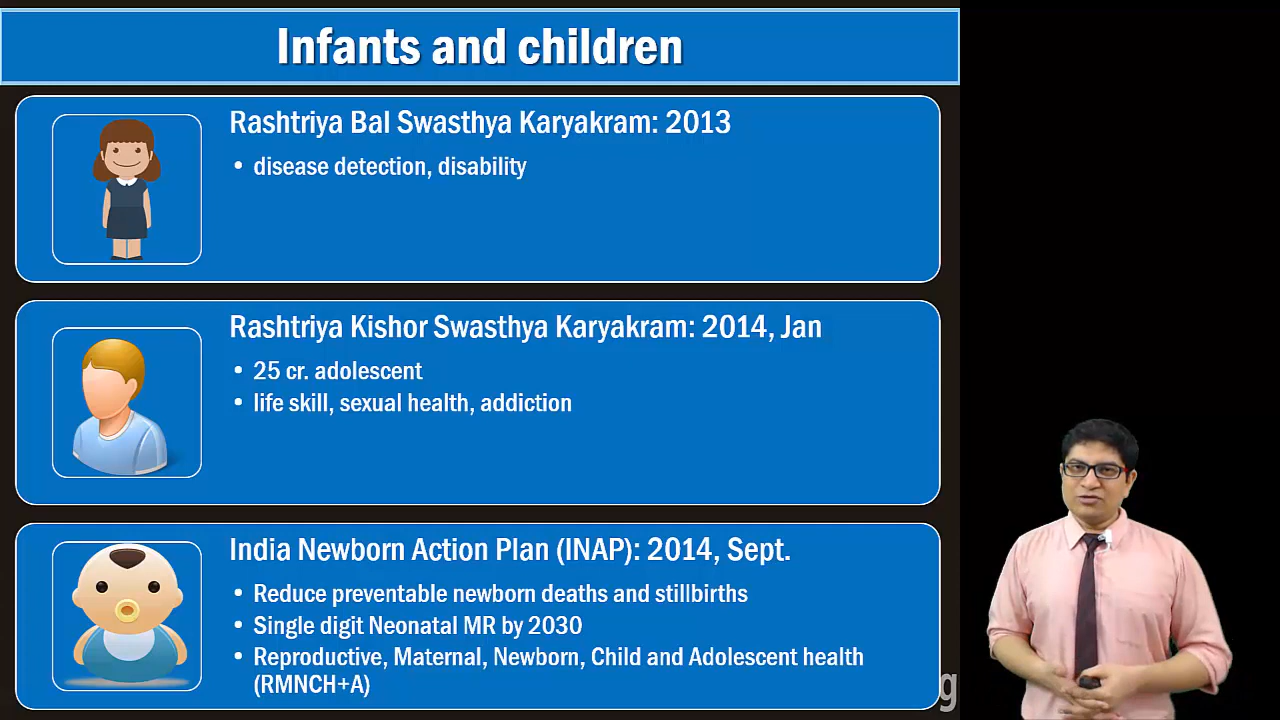 Infants and children
Rashtriya Bal Swasthya Karyakram: 2013
• disease detection, disability
Rashtriya Kishor Swasthya Karyakram: 2014, Jan
• 25 cr. adolescent
• life skill, sexual health, addiction
India Newborn Action Plan (INAP): 2014, Sept.
• Reduce preventable newborn deaths and stillbirths
• Single digit Neonatal MR by 2030
• Reproductive, Maternal, Newborn, Child and Adolescent health
(RMNCH+A)